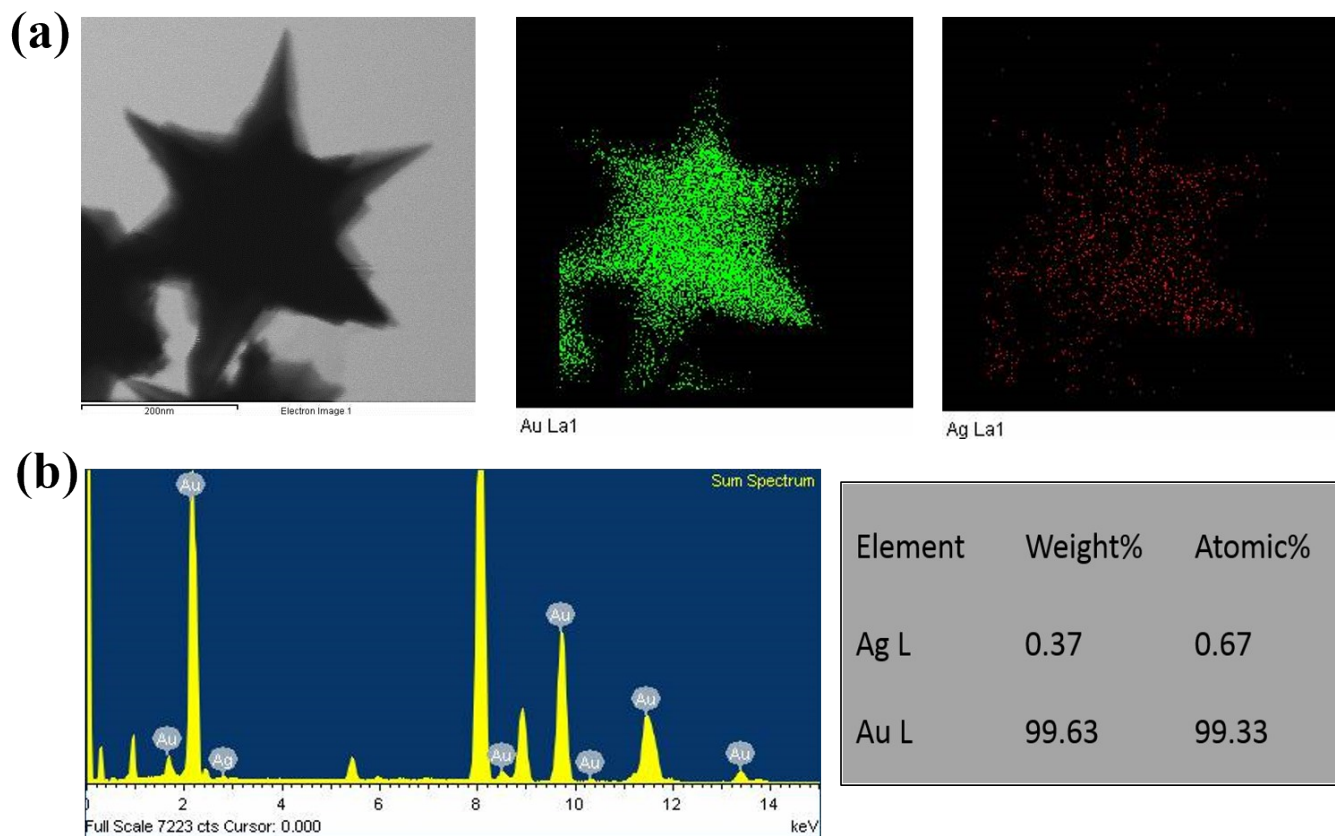 (a)
200nm
Electron Image 1
Au La1
Ag La1
(b)
Sum Spectrum
Au
Au
Ag
Au
Au
Au
Au
Au
0 2 4 6 8 10 12 14
Full Scale 7223 cts Cursor: 0.000
keV
Element Weight% Atomic%
Ag L 0.37 0.67
Au L 99.63 99.33